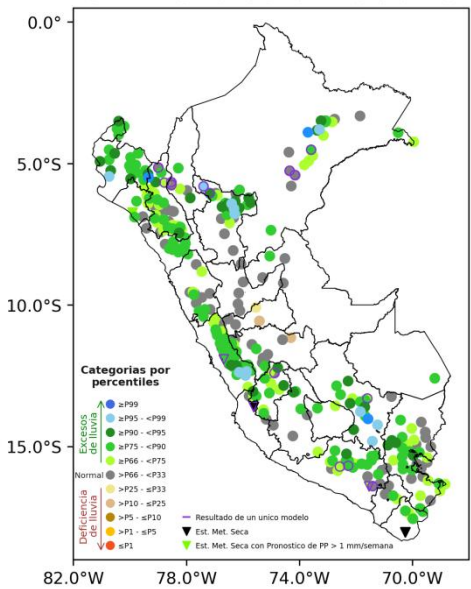 0.0°
5.0°S
10.0°S
15.0°S
82.0°W
78.0°W
74.0°W
70.0°W
Categorias por
percentiles
Excesos
de lluvia
Normal
Deficiencia
de lluvia
≥P99
≥P95 - <P99
≥P90 - <P95
≥P75 - <P90
≥P66 - <P75
>P66 - <P33
>P25 - ≤P33
>P10 - ≤P25
>P5 - ≤P10
>P1 - ≤P5
≤P1
Resultado de un unico modelo
Est. Met. Seca
Est. Met. Seca con Pronostico de PP > 1 mm/semana